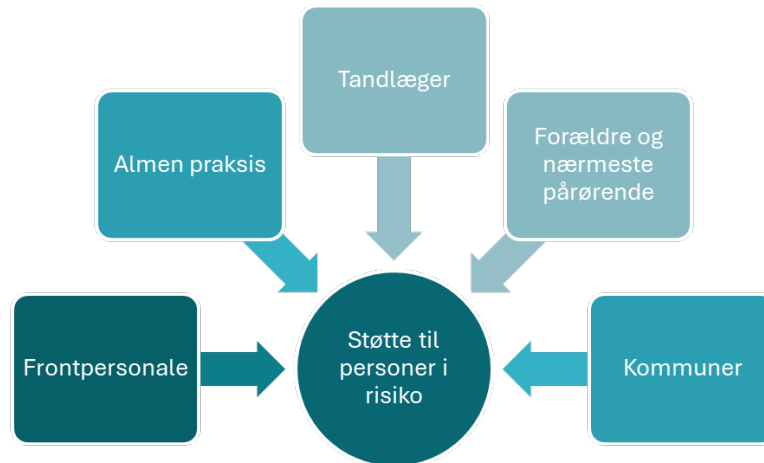 Tandlæger
Almen praksis
Forældre og
nærmeste
pårørende
Frontpersonale
Støtte til
personer i
risiko
Kommuner